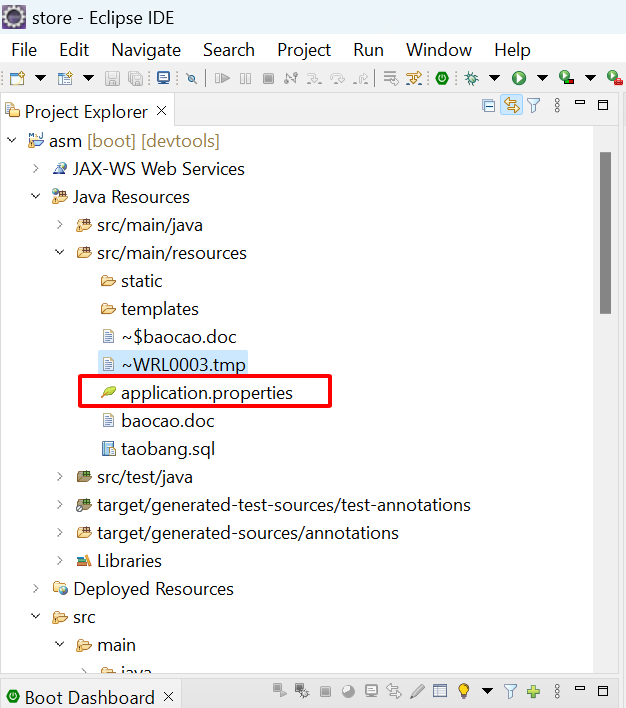 store - Eclipse IDE
File Edit Navigate Search Project Run Window Help
Project Explorer
asm [boot] [devtools]
JAX-WS Web Services
Java Resources
src/main/java
src/main/resources
static
templates
~$baocao.doc
~WRL0003.tmp
application.properties
baocao.doc
taobang.sql
src/test/java
target/generated-test-sources/test-annotations
target/generated-sources/annotations
Libraries
Deployed Resources
src
main
java
Boot Dashboard